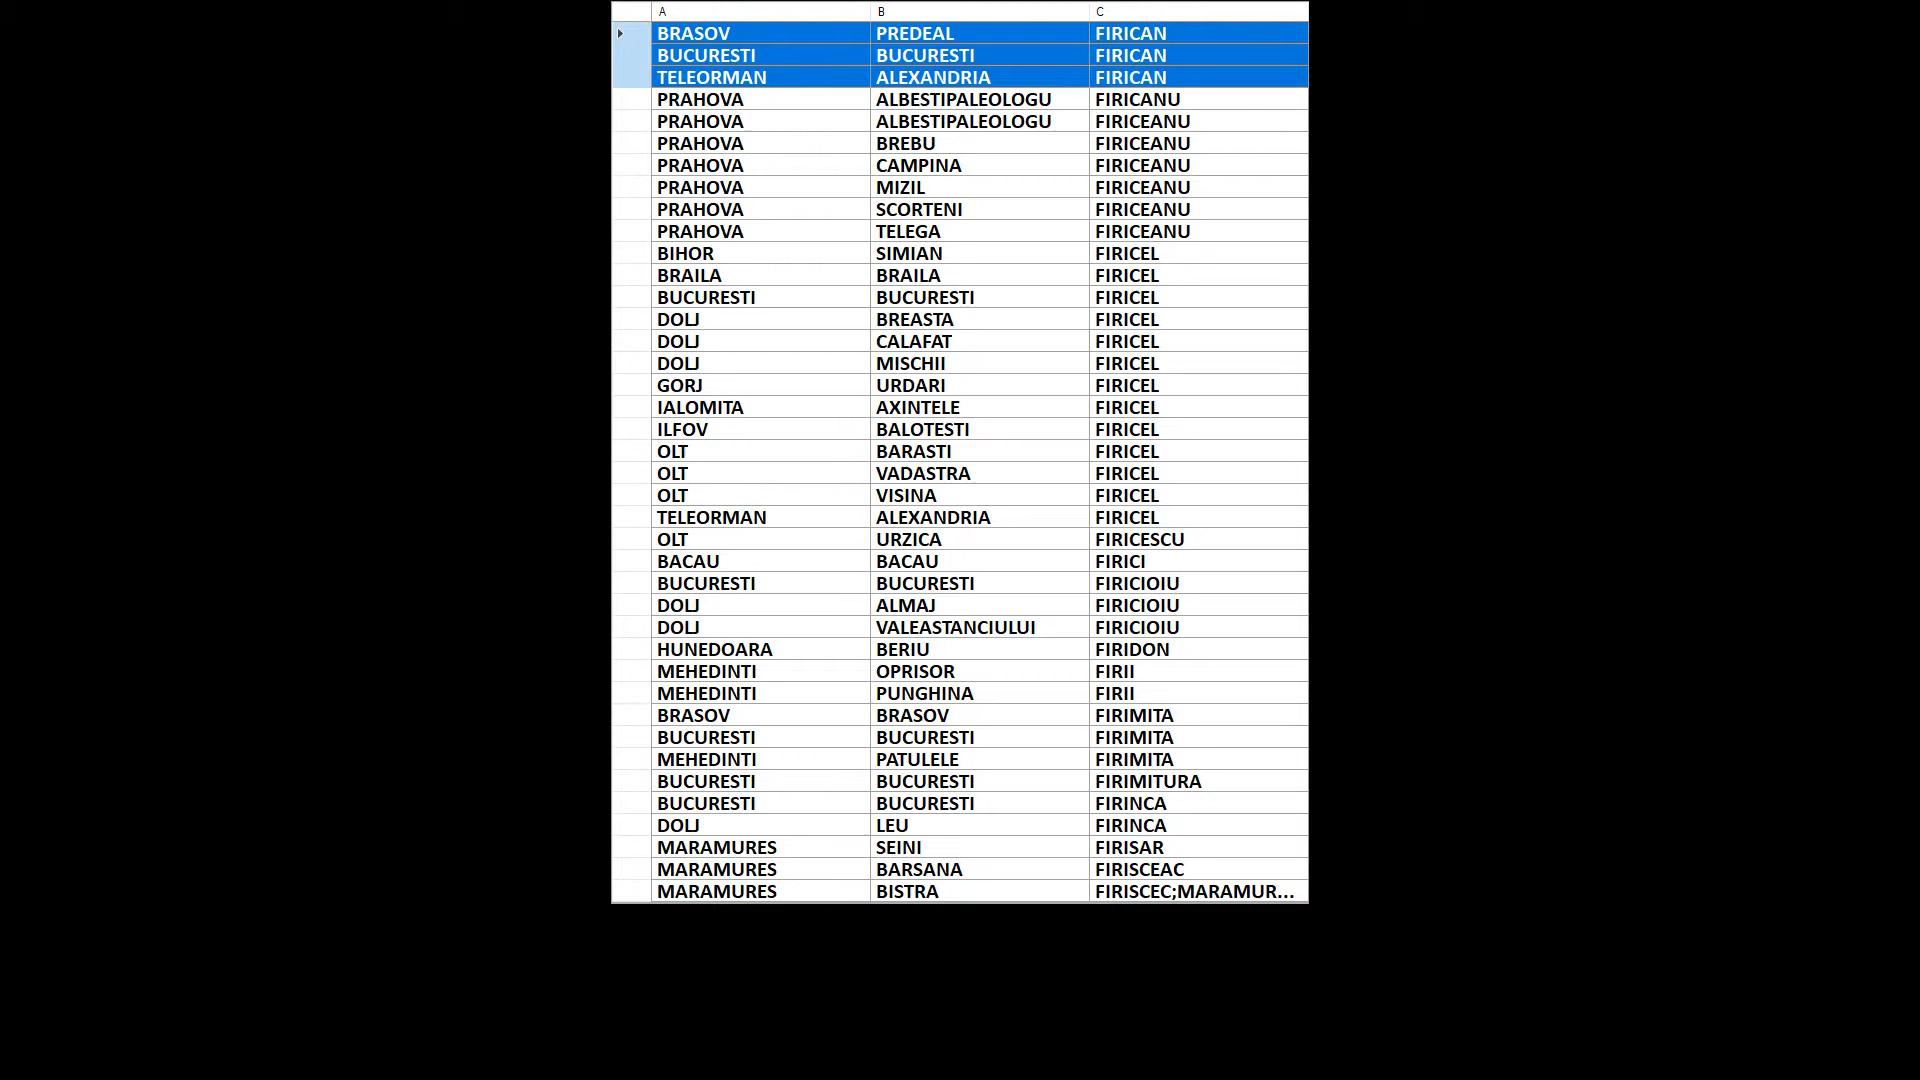 A B C
BRASOV PREDEAL FIRICAN
BUCURESTI BUCURESTI FIRICAN
TELEORMAN ALEXANDRIA FIRICAN
PRAHOVA ALBESTIPALEOLOGU FIRICANU
PRAHOVA ALBESTIPALEOLOGU FIRICEANU
PRAHOVA BREBU FIRICEANU
PRAHOVA CAMPINA FIRICEANU
PRAHOVA MIZIL FIRICEANU
PRAHOVA SCORTENI FIRICEANU
PRAHOVA TELEGA FIRICEANU
BIHOR SIMIAN FIRICEL
BRAILA BRAILA FIRICEL
BUCURESTI BUCURESTI FIRICEL
DOLJ BREASTA FIRICEL
DOLJ CALAFAT FIRICEL
DOLJ MISCHII FIRICEL
GORJ URDARI FIRICEL
IALOMITA AXINTELE FIRICEL
ILFOV BALOTESTI FIRICEL
OLT BARASTI FIRICEL
OLT VADASTRA FIRICEL
OLT VISINA FIRICEL
TELEORMAN ALEXANDRIA FIRICEL
OLT URZICA FIRICESCU
BACAU BACAU FIRICI
BUCURESTI BUCURESTI FIRICIOIU
DOLJ ALMAJ FIRICIOIU
DOLJ VALEASTANCIULUI FIRICIOIU
HUNEDOARA BERIU FIRIDON
MEHEDINTI OPRISOR FIRII
MEHEDINTI PUNGHINA FIRII
BRASOV BRASOV FIRIMITA
BUCURESTI BUCURESTI FIRIMITA
MEHEDINTI PATULELE FIRIMITA
BUCURESTI BUCURESTI FIRIMITURA
BUCURESTI BUCURESTI FIRINCA
DOLJ LEU FIRINCA
MARAMURES SEINI FIRISAR
MARAMURES BARSANA FIRISCEAC
MARAMURES BISTRA FIRISCEC;MARAMUR...